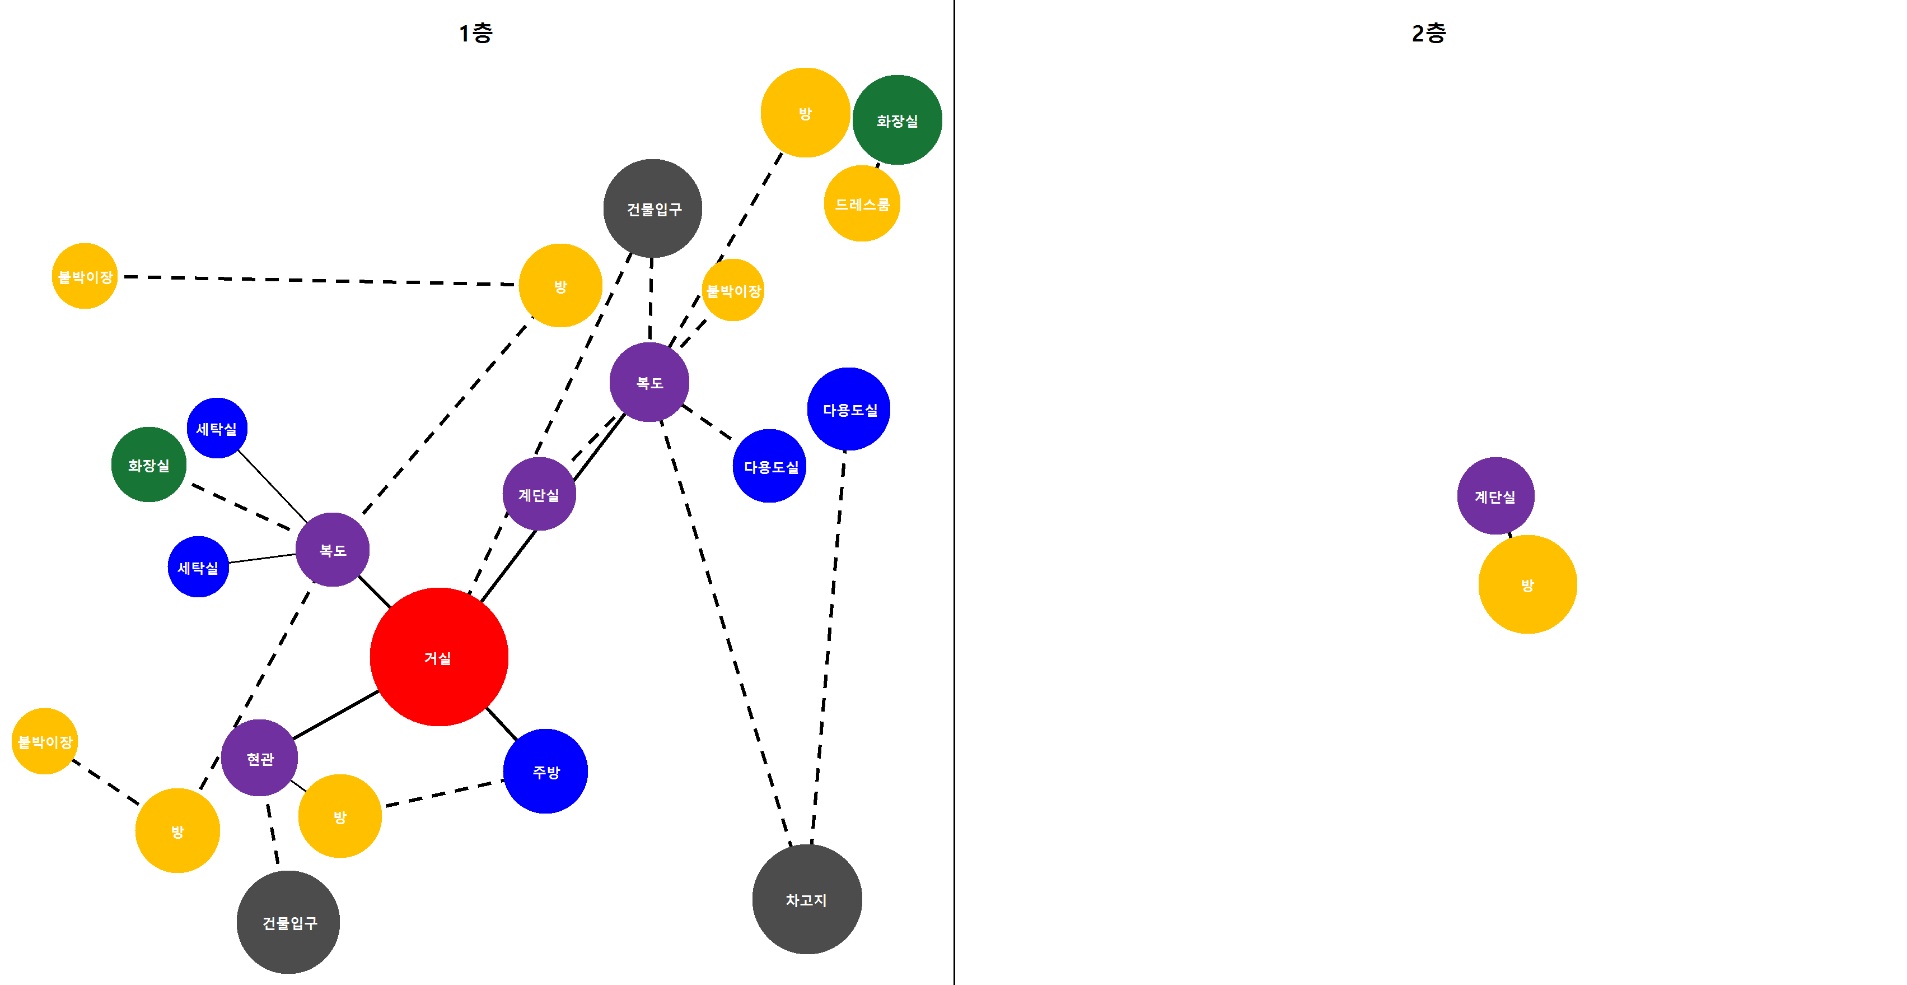 1층
2층
방
화장실
건물입구
드레스룸
붙박이장
방
붙박이장
복도
다용도실
세탁실
화장실
다용도실
계단실
계단실
복도
세탁실
방
거실
붙박이장
현관
주방
방
방
차고지
건물입구